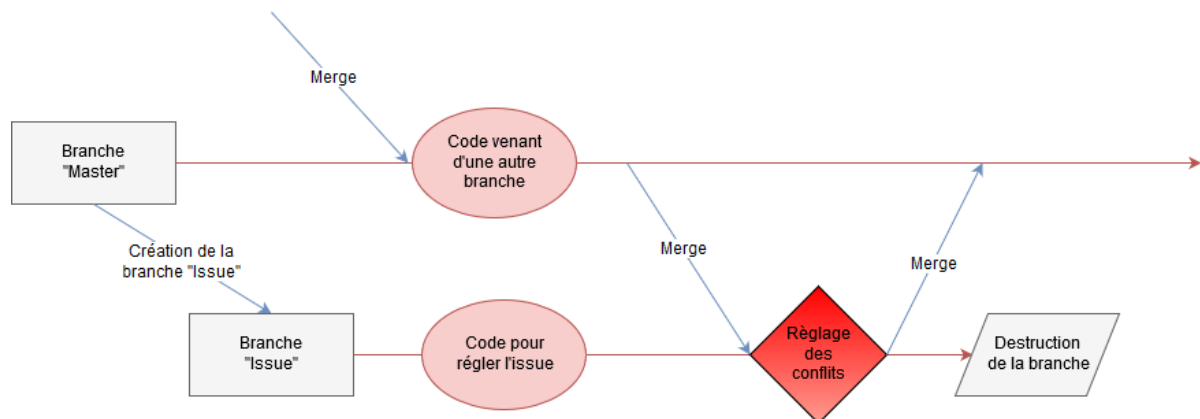 Merge
Branche
"Master"
Code venant
d'une autre
branche
Création de la
branche "Issue"
Merge
Merge
Branche
"Issue"
Code pour
régler l'issue
Règlage
des
conflits
Destruction
de la branche